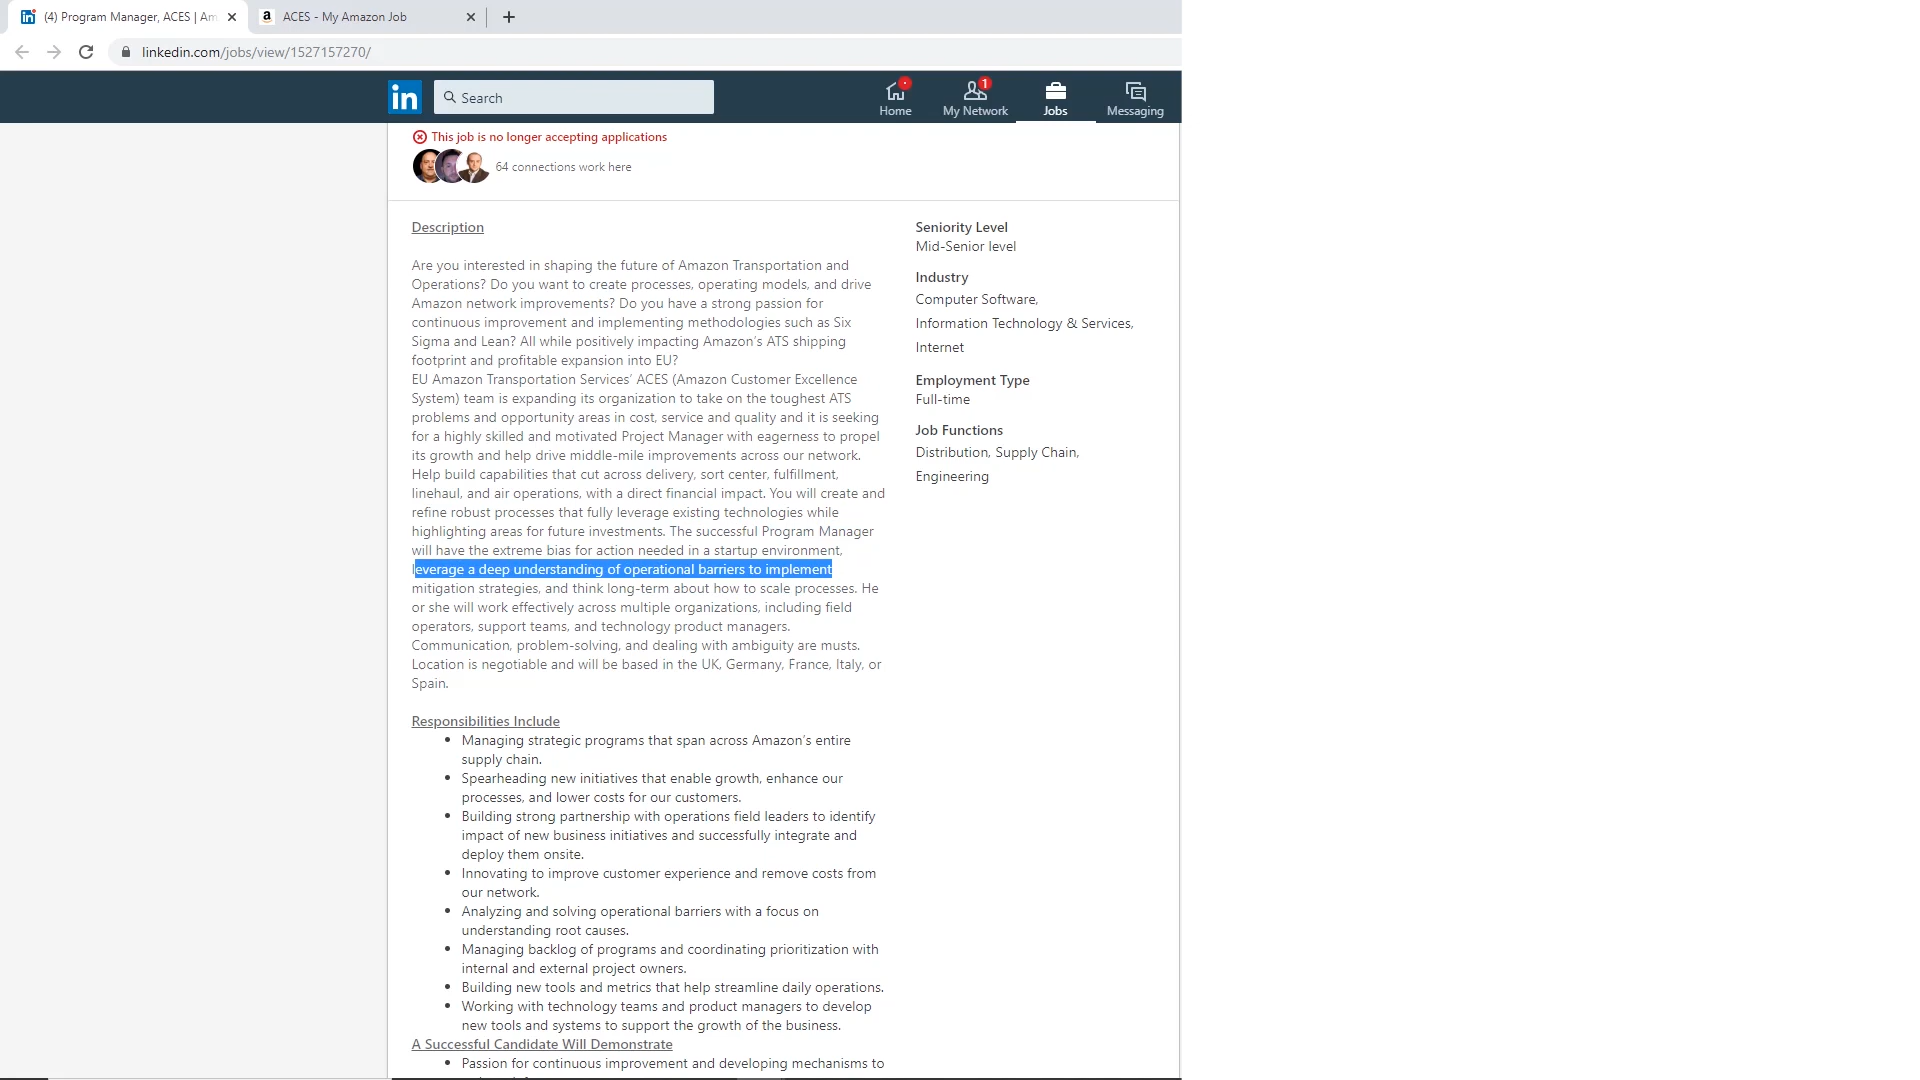 (4) Program Manager, ACES | Am
ACES - My Amazon Job
linkedin.com/jobs/view/1527157270/
in
Search
Home
1
My Network
Jobs
Messaging
This job is no longer accepting applications
64 connections work here
Description
Are you interested in shaping the future of Amazon Transportation and
Operations? Do you want to create processes, operating models, and drive
Amazon network improvements? Do you have a strong passion for
continuous improvement and implementing methodologies such as Six
Sigma and Lean? All while positively impacting Amazon's ATS shipping
footprint and profitable expansion into EU?
EU Amazon Transportation Services' ACES (Amazon Customer Excellence
System) team is expanding its organization to take on the toughest ATS
problems and opportunity areas in cost, service and quality and it is seeking
for a highly skilled and motivated Project Manager with eagerness to propel
its growth and help drive middle-mile improvements across our network.
Help build capabilities that cut across delivery, sort center, fulfillment,
linehaul, and air operations, with a direct financial impact. You will create and
refine robust processes that fully leverage existing technologies while
highlighting areas for future investments. The successful Program Manager
will have the extreme bias for action needed in a startup environment,
leverage a deep understanding of operational barriers to implement
mitigation strategies, and think long-term about how to scale processes. He
or she will work effectively across multiple organizations, including field
operators, support teams, and technology product managers.
Communication, problem-solving, and dealing with ambiguity are musts.
Location is negotiable and will be based in the UK, Germany, France, Italy, or
Spain.
Responsibilities Include
• Managing strategic programs that span across Amazon's entire
supply chain.
• Spearheading new initiatives that enable growth, enhance our
processes, and lower costs for our customers.
• Building strong partnership with operations field leaders to identify
impact of new business initiatives and successfully integrate and
deploy them onsite.
• Innovating to improve customer experience and remove costs from
our network.
• Analyzing and solving operational barriers with a focus on
understanding root causes.
• Managing backlog of programs and coordinating prioritization with
internal and external project owners.
• Building new tools and metrics that help streamline daily operations.
• Working with technology teams and product managers to develop
new tools and systems to support the growth of the business.
A Successful Candidate Will Demonstrate
• Passion for continuous improvement and developing mechanisms to
Seniority Level
Mid-Senior level
Industry
Computer Software,
Information Technology & Services,
Internet
Employment Type
Full-time
Job Functions
Distribution, Supply Chain,
Engineering